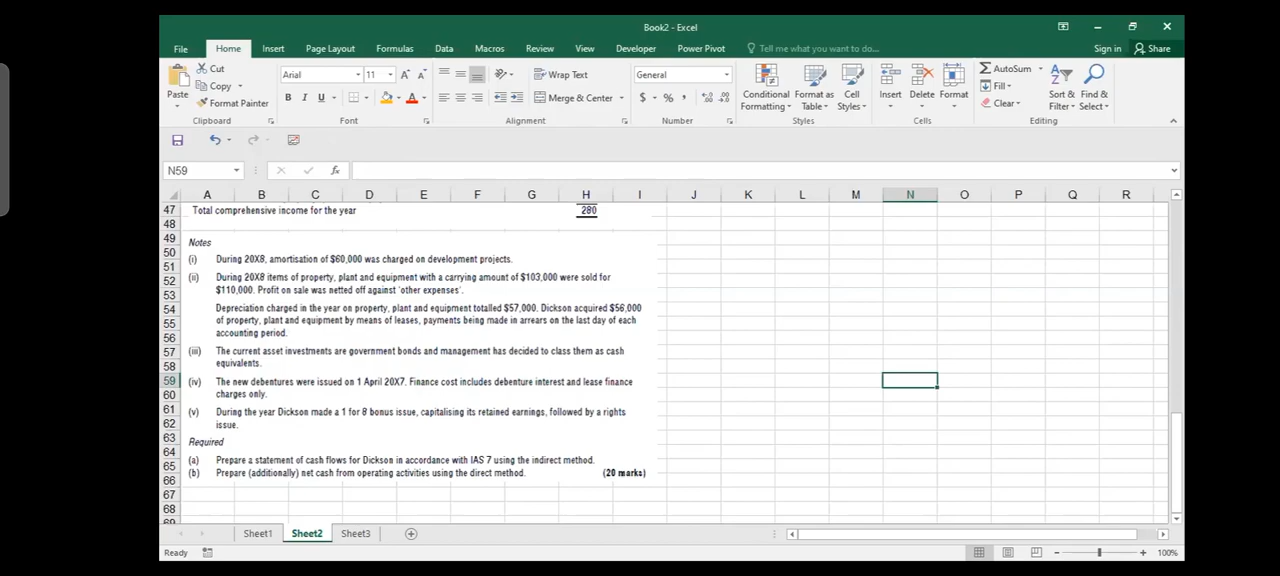 Book2 - Excel
File Home Insert Page Layout Formulas Data Macros Review View Developer Power Pivot Tell me what you want to do... Sign in Share
Cut
Copy
Format Painter
Paste
Clipboard
Arial 11
B I U
Font
Wrap Text
Merge & Center
Alignment
General
$ % ,
Number
Conditional Formatting
Format as Table
Cell Styles
Styles
Insert Delete Format
Cells
AutoSum
Fill
Clear
Sort & Filter
Find & Select
Editing
N59 fx
A B C D E F G H I J K L M N O P Q R
47 Total comprehensive income for the year 280
48
49 Notes
50 (i) During 20X8, amortisation of $60,000 was charged on development projects.
51
52 (ii) During 20X8 items of property, plant and equipment with a carrying amount of $103,000 were sold for
53 $110,000. Profit on sale was netted off against 'other expenses'.
54 Depreciation charged in the year on property, plant and equipment totalled $57,000. Dickson acquired $56,000
55 of property, plant and equipment by means of leases, payments being made in arrears on the last day of each
56 accounting period.
57 (iii) The current asset investments are government bonds and management has decided to class them as cash
58 equivalents.
59 (iv) The new debentures were issued on 1 April 20X7. Finance cost includes debenture interest and lease finance
60 charges only.
61 (v) During the year Dickson made a 1 for 8 bonus issue, capitalising its retained earnings, followed by a rights
62 issue.
63 Required
64 (a) Prepare a statement of cash flows for Dickson in accordance with IAS 7 using the indirect method.
65 (b) Prepare (additionally) net cash from operating activities using the direct method. (20 marks)
66
67
68
69
Sheet1 Sheet2 Sheet3
Ready 100%